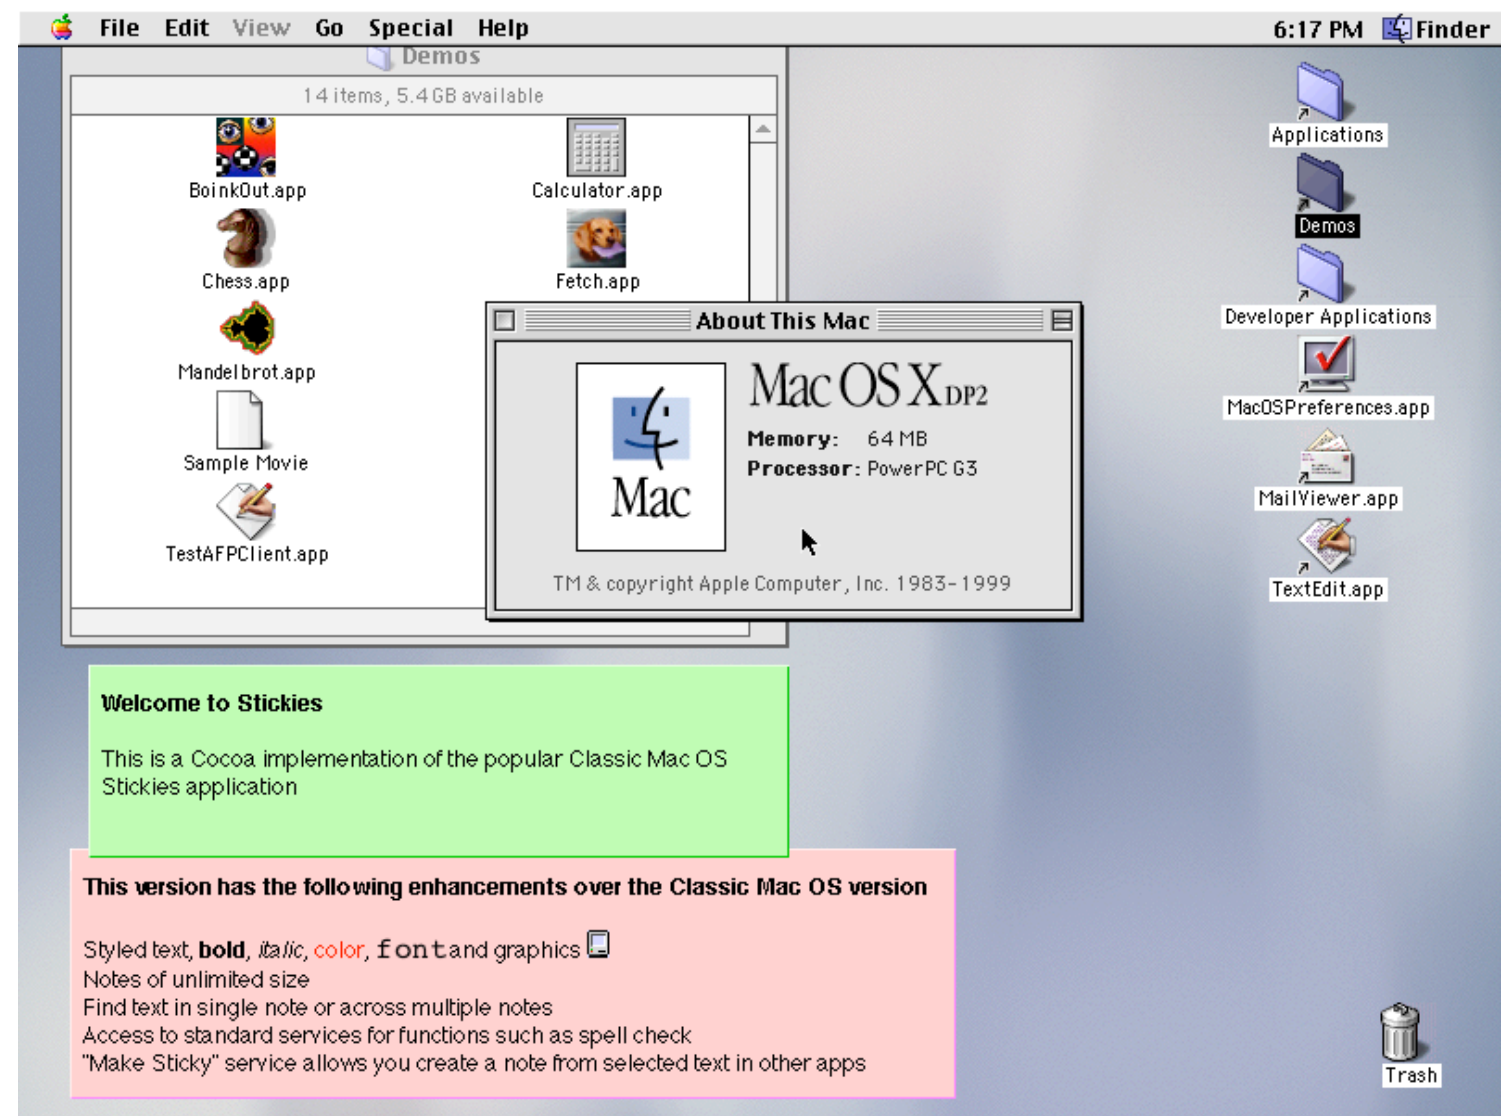 File Edit View Go Special Help
6:17 PM Finder
Demos
14 items, 5.4 GB available
BoinkOut.app
Calculator.app
Chess.app
Fetch.app
Mandelbrot.app
Sample Movie
TestAFPClient.app
About This Mac
Mac
Mac OS X DP2
Memory: 64 MB
Processor: PowerPC G3
TM & copyright Apple Computer, Inc. 1983-1999
Applications
Demos
Developer Applications
MacOSPreferences.app
MailViewer.app
TextEdit.app
Welcome to Stickies
This is a Cocoa implementation of the popular Classic Mac OS
Stickies application
This version has the following enhancements over the Classic Mac OS version
Styled text, bold, italic, color, font and graphics
Notes of unlimited size
Find text in single note or across multiple notes
Access to standard services for functions such as spell check
"Make Sticky" service allows you create a note from selected text in other apps
Trash